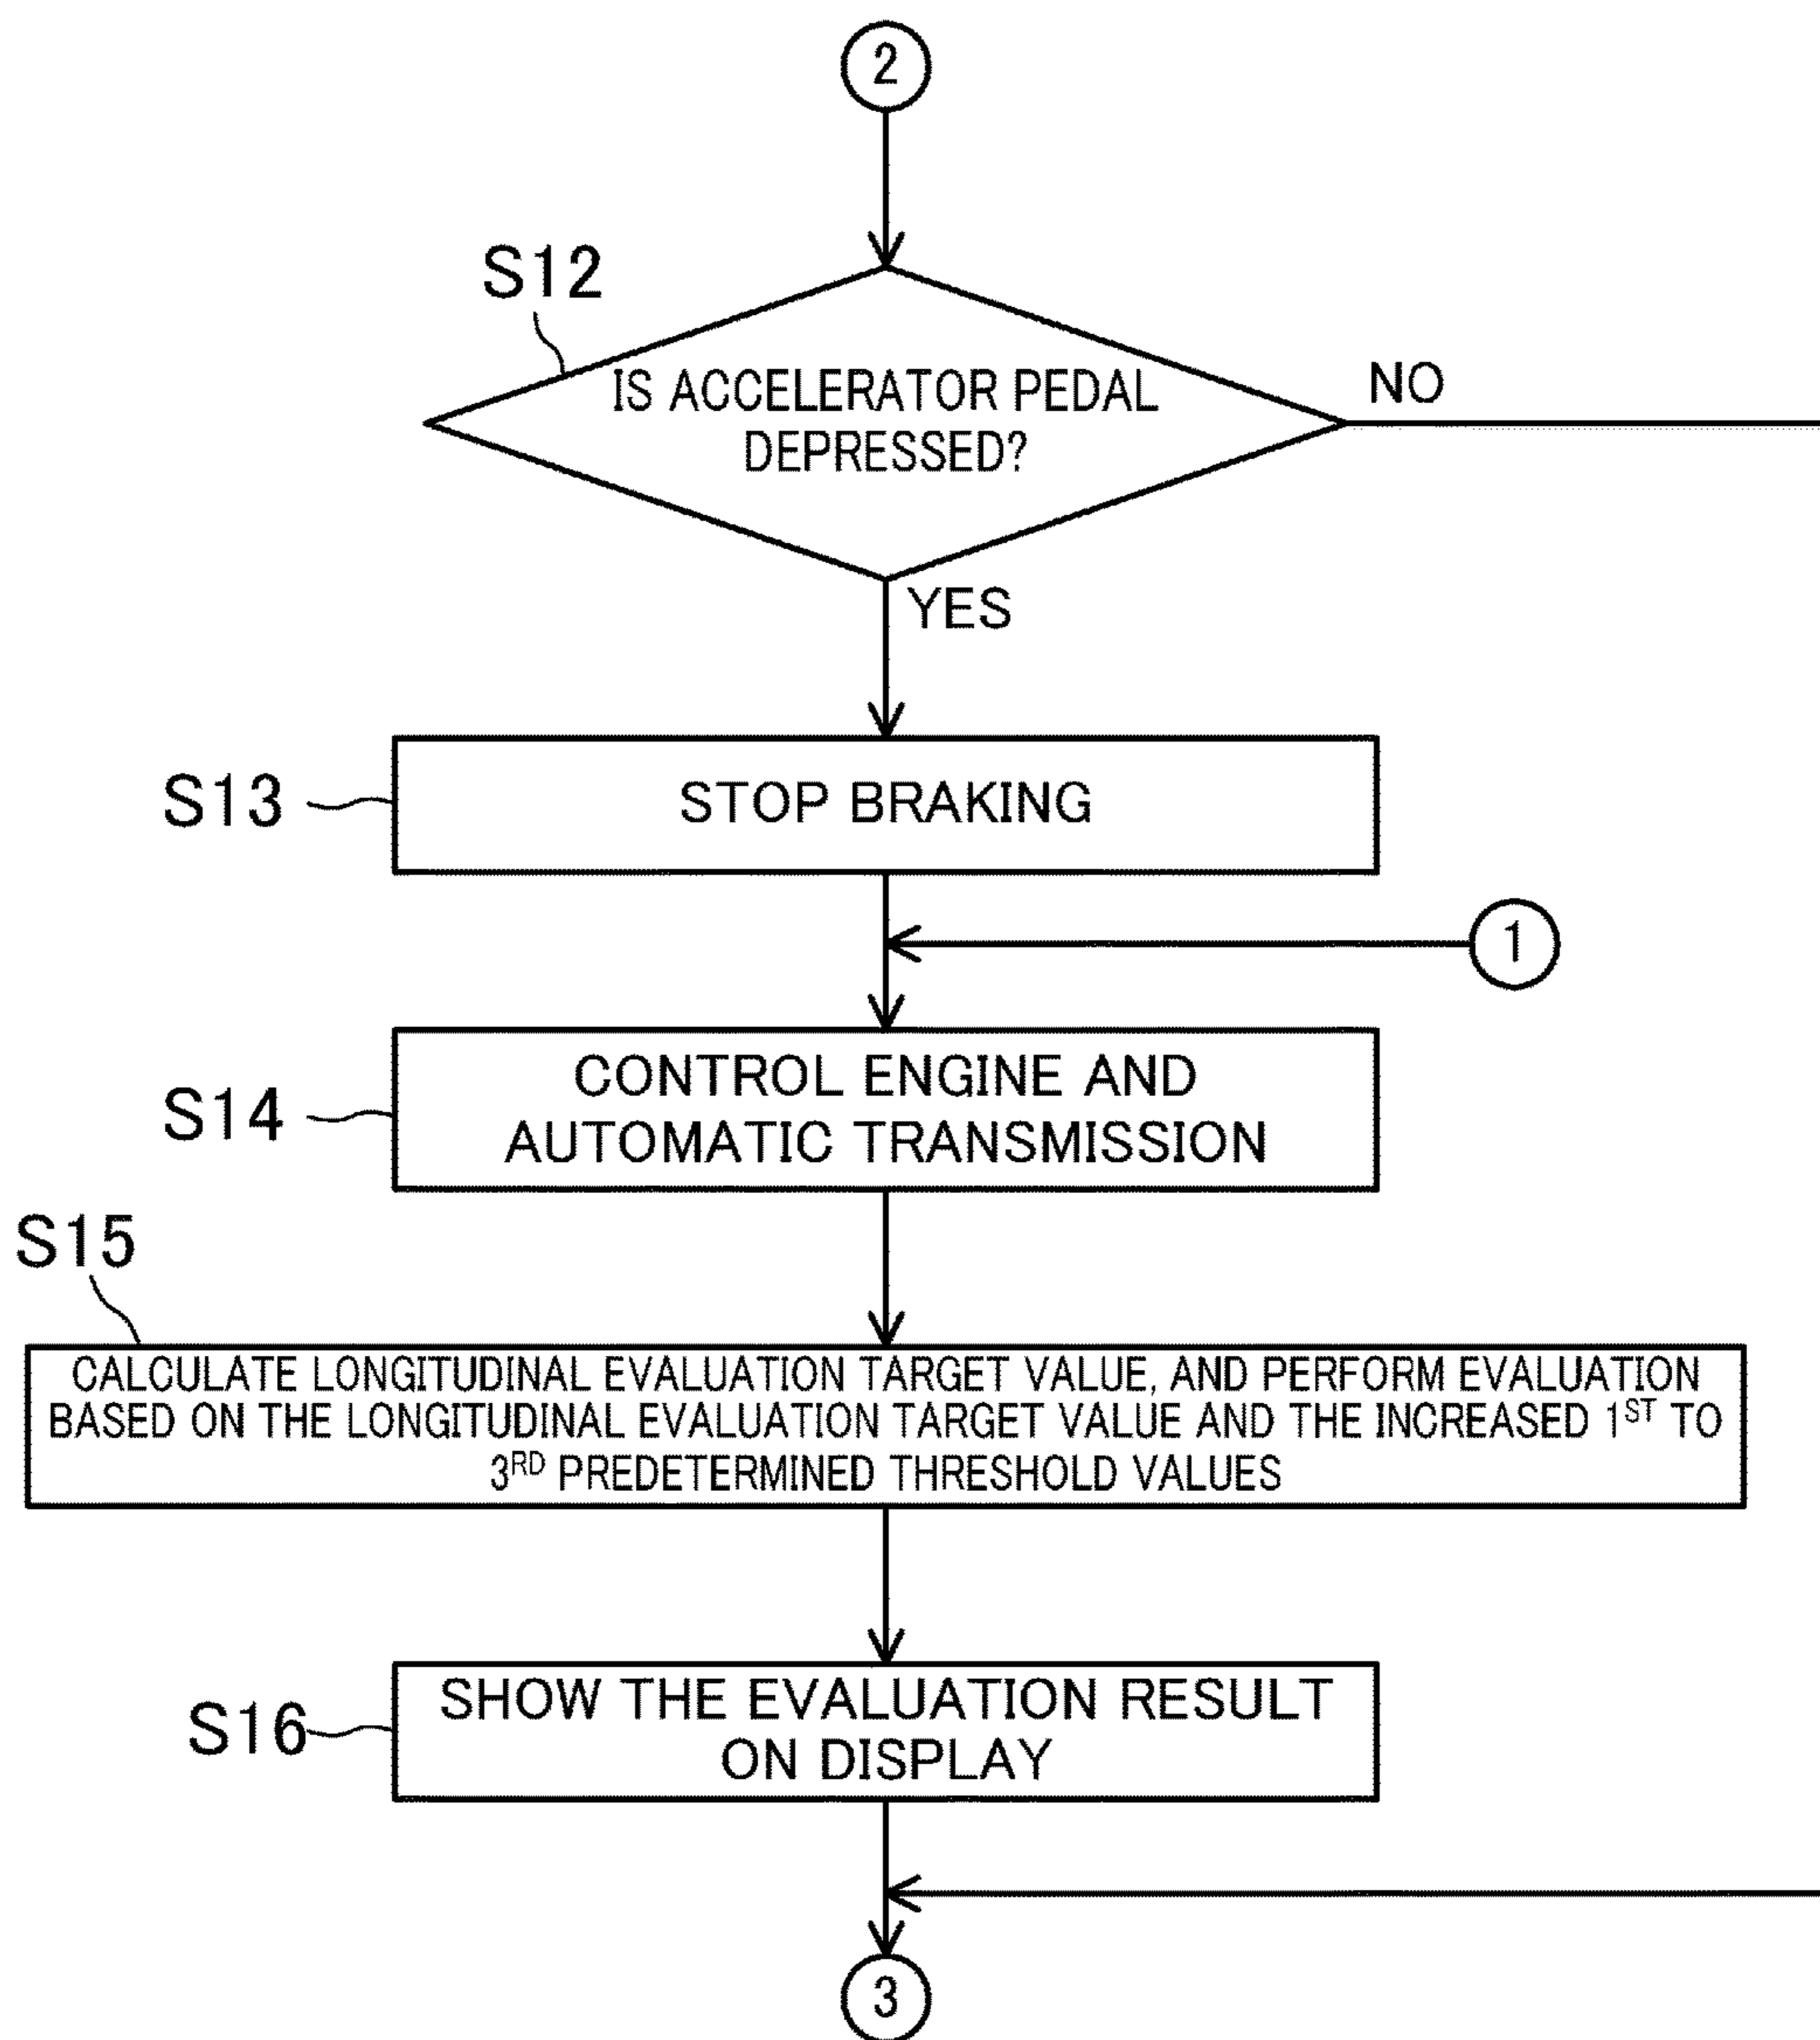 2
S12
IS ACCELERATOR PEDAL
DEPRESSED?
NO
YES
S13
STOP BRAKING
1
S14
CONTROL ENGINE AND
AUTOMATIC TRANSMISSION
S15
CALCULATE LONGITUDINAL EVALUATION TARGET VALUE, AND PERFORM EVALUATION
BASED ON THE LONGITUDINAL EVALUATION TARGET VALUE AND THE INCREASED 1ST TO
3RD PREDETERMINED THRESHOLD VALUES
S16
SHOW THE EVALUATION RESULT
ON DISPLAY
3